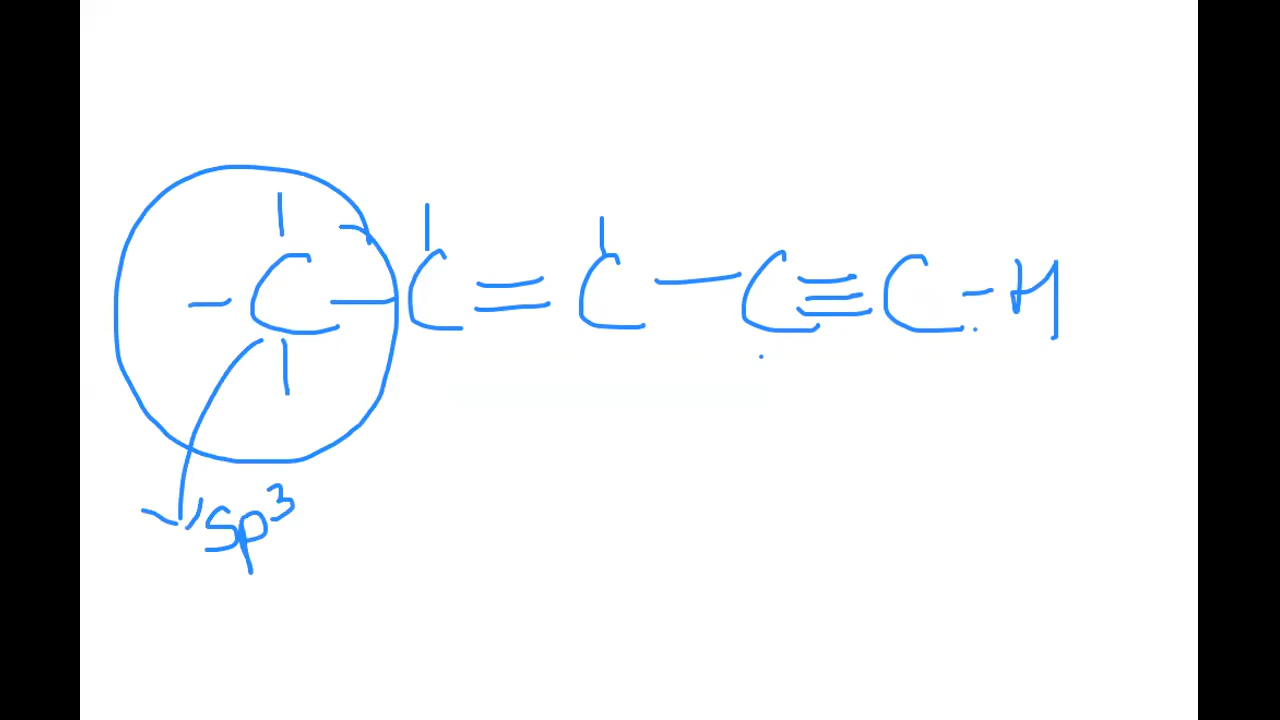 - C - C = C - C ≡ C - H
sp³